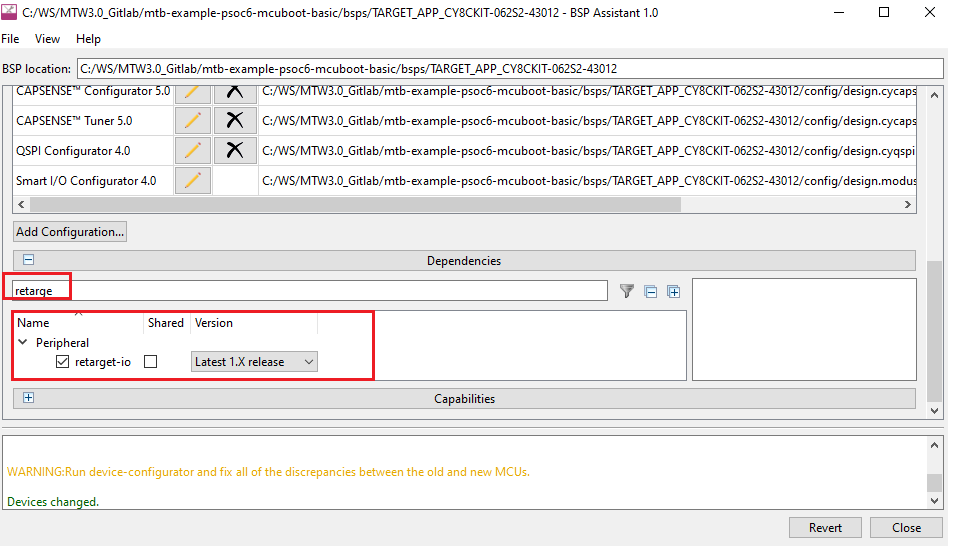 C:/WS/MTW3.0_Gitlab/mtb-example-psoc6-mcuboot-basic/bsps/TARGET_APP_CY8CKIT-062S2-43012 - BSP Assistant 1.0
File View Help
BSP location: C:/WS/MTW3.0_Gitlab/mtb-example-psoc6-mcuboot-basic/bsps/TARGET_APP_CY8CKIT-062S2-43012
CAPSENSE™ Configurator 5.0 C:/WS/MTW3.0_Gitlab/mtb-example-psoc6-mcuboot-basic/bsps/TARGET_APP_CY8CKIT-062S2-43012/config/design.cycaps
CAPSENSE™ Tuner 5.0 C:/WS/MTW3.0_Gitlab/mtb-example-psoc6-mcuboot-basic/bsps/TARGET_APP_CY8CKIT-062S2-43012/config/design.cycaps
QSPI Configurator 4.0 C:/WS/MTW3.0_Gitlab/mtb-example-psoc6-mcuboot-basic/bsps/TARGET_APP_CY8CKIT-062S2-43012/config/design.cyqspi
Smart I/O Configurator 4.0 C:/WS/MTW3.0_Gitlab/mtb-example-psoc6-mcuboot-basic/bsps/TARGET_APP_CY8CKIT-062S2-43012/config/design.modus
Add Configuration...
Dependencies
retarge
Name Shared Version
Peripheral
retarget-io Latest 1.X release
Capabilities
WARNING:Run device-configurator and fix all of the discrepancies between the old and new MCUs.
Devices changed.
Revert Close